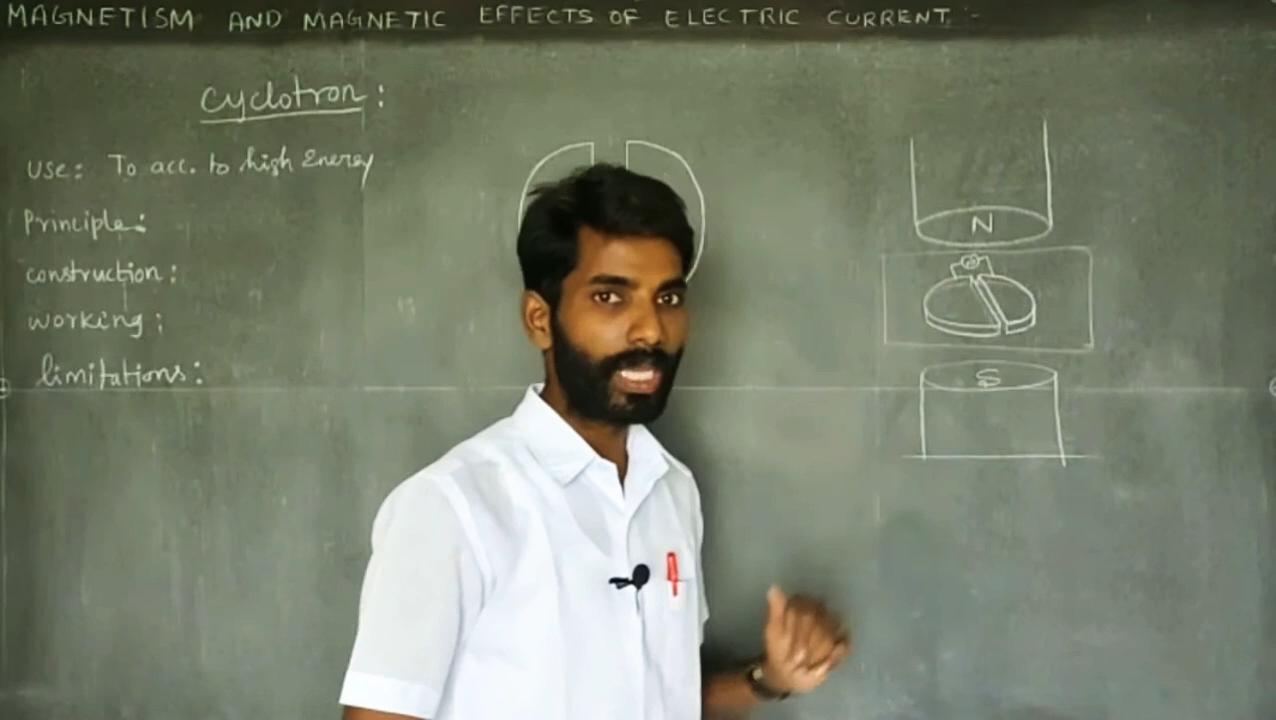 MAGNETISM AND MAGNETIC EFFECTS OF ELECTRIC CURRENT :-
Cyclotron :
Use: To acc. to high Energy
Principle:
construction:
working:
limitations:
N
S